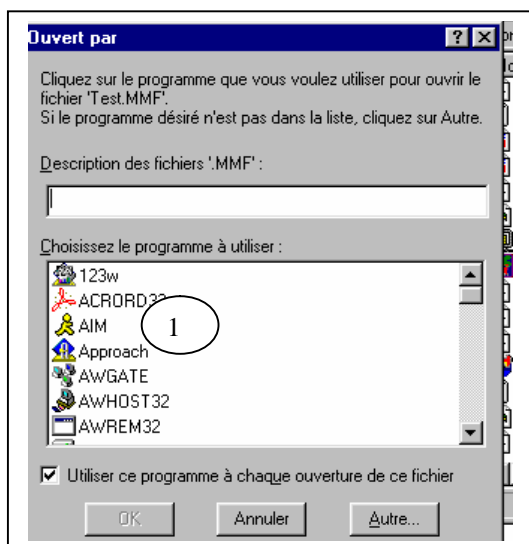 Ouvert par
Cliquez sur le programme que vous voulez utiliser pour ouvrir le
fichier 'Test.MMF'.
Si le programme désiré n'est pas dans la liste, cliquez sur Autre.
Description des fichiers '.MMF' :
Choisissez le programme à utiliser :
123w
ACRORD32
AIM
1
Approach
AWGATE
AWHOST32
AWREM32
Utiliser ce programme à chaque ouverture de ce fichier
OK
Annuler
Autre...